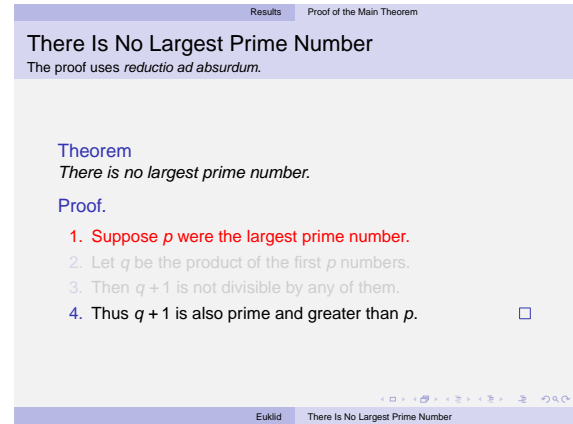 Results Proof of the Main Theorem
There Is No Largest Prime Number
The proof uses reductio ad absurdum.
Theorem
There is no largest prime number.
Proof.
1. Suppose p were the largest prime number.
2. Let q be the product of the first p numbers.
3. Then q + 1 is not divisible by any of them.
4. Thus q + 1 is also prime and greater than p.
Euklid There Is No Largest Prime Number